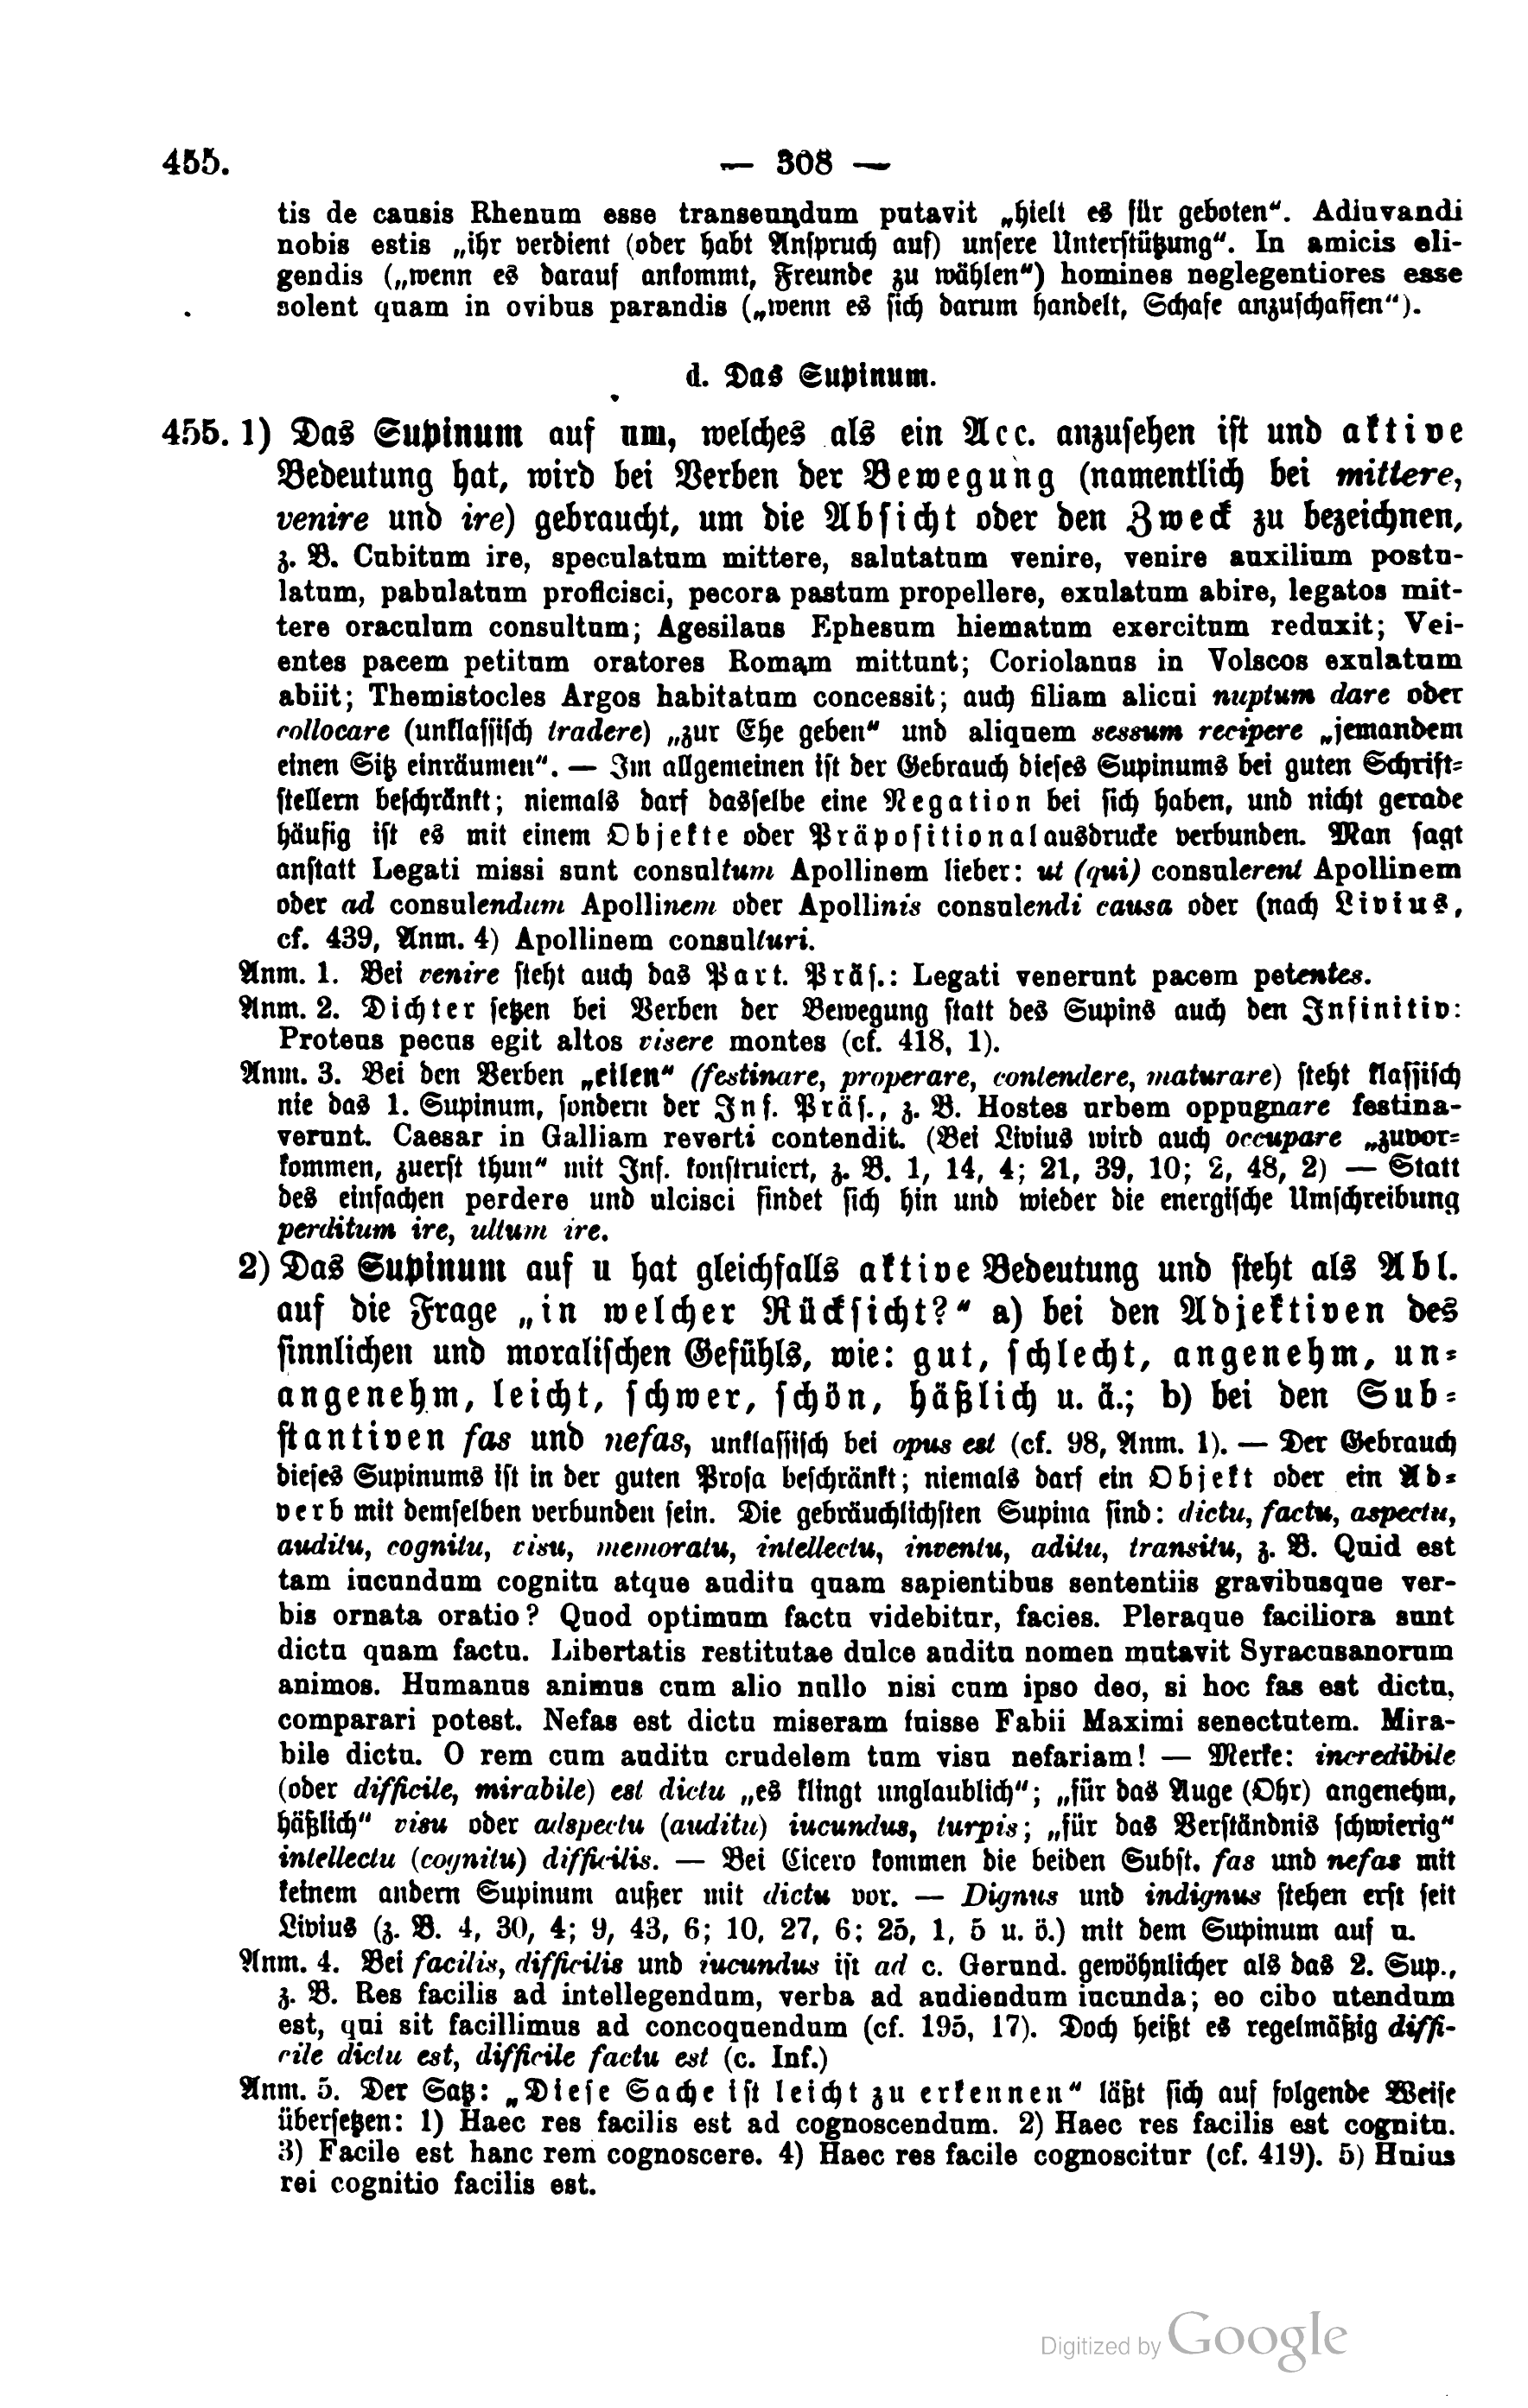 455. — 308 —
tis de causis Rhenum esse transeundum putavit „hielt es für geboten“. Adiuvandi
nobis estis „ihr verdient (oder habt Anspruch auf) unsere Unterstützung“. In amicis eli-
gendis („wenn es darauf ankommt, Freunde zu wählen“) homines neglegentiores esse
solent quam in ovibus parandis („wenn es sich darum handelt, Schafe anzuschaffen“).
d. Das Supinum.
455. 1) Das Supinum auf um, welches als ein Acc. anzusehen ist und aktive
Bedeutung hat, wird bei Verben der Bewegung (namentlich bei mittere,
venire und ire) gebraucht, um die Absicht oder den Zweck zu bezeichnen,
z. B. Cubitum ire, speculatum mittere, salutatum venire, venire auxilium postu-
latum, pabulatum proficisci, pecora pastum propellere, exulatum abire, legatos mit-
tere oraculum consultum; Agesilaus Ephesum hiematum exercitum reduxit; Vei-
entes pacem petitum oratores Romam mittunt; Coriolanus in Volscos exulatum
abiit; Themistocles Argos habitatum concessit; auch filiam alicui nuptum dare oder
collocare (unklassisch tradere) „zur Ehe geben“ und aliquem sessum recipere „jemandem
einen Sitz einräumen“. — Im allgemeinen ist der Gebrauch dieses Supinums bei guten Schrift-
stellern beschränkt; niemals darf dasselbe eine Negation bei sich haben, und nicht gerade
häufig ist es mit einem Objekte oder Präpositionalausdrucke verbunden. Man sagt
anstatt Legati missi sunt consultum Apollinem lieber: ut (qui) consulerent Apollinem
oder ad consulendum Apollinem oder Apollinis consulendi causa oder (nach Livius,
cf. 439, Anm. 4) Apollinem consulturi.
Anm. 1. Bei venire steht auch das Part. Präs.: Legati venerunt pacem petentes.
Anm. 2. Dichter setzen bei Verben der Bewegung statt des Supins auch den Infinitiv:
Proteus pecus egit altos visere montes (cf. 418, 1).
Anm. 3. Bei den Verben „eilen“ (festinare, properare, contendere, maturare) steht klassisch
nie das 1. Supinum, sondern der Inf. Präs., z. B. Hostes urbem oppugnare festina-
verunt. Caesar in Galliam reverti contendit. (Bei Livius wird auch occupare „zuvor-
kommen, zuerst thun“ mit Inf. konstruiert, z. B. 1, 14, 4; 21, 39, 10; 2, 48, 2) — Statt
des einfachen perdere und ulcisci findet sich hin und wieder die energische Umschreibung
perditum ire, ultum ire.
2) Das Supinum auf u hat gleichfalls aktive Bedeutung und steht als Abl.
auf die Frage „in welcher Rücksicht?“ a) bei den Adjektiven des
sinnlichen und moralischen Gefühls, wie: gut, schlecht, angenehm, un-
angenehm, leicht, schwer, schön, häßlich u. ä.; b) bei den Sub-
stantiven fas und nefas, unklassisch bei opus est (cf. 98, Anm. 1). — Der Gebrauch
dieses Supinums ist in der guten Prosa beschränkt; niemals darf ein Objekt oder ein Ad-
verb mit demselben verbunden sein. Die gebräuchlichsten Supina sind: dictu, factu, aspectu,
auditu, cognitu, visu, memoratu, intellectu, inventu, aditu, transitu, z. B. Quid est
tam iucundum cognitu atque auditu quam sapientibus sententiis gravibusque ver-
bis ornata oratio? Quod optimum factu videbitur, facies. Pleraque faciliora sunt
dictu quam factu. Libertatis restitutae dulce auditu nomen mutavit Syracusanorum
animos. Humanus animus cum alio nullo nisi cum ipso deo, si hoc fas est dictu,
comparari potest. Nefas est dictu miseram fuisse Fabii Maximi senectutem. Mira-
bile dictu. O rem cum auditu crudelem tum visu nefariam! — Merke: incredibile
(oder difficile, mirabile) est dictu „es klingt unglaublich“; „für das Auge (Ohr) angenehm,
häßlich“ visu oder adspectu (auditu) iucundus, turpis; „für das Verständnis schwierig“
intellectu (cognitu) difficilis. — Bei Cicero kommen die beiden Subst. fas und nefas mit
keinem andern Supinum außer mit dictu vor. — Dignus und indignus stehen erst seit
Livius (z. B. 4, 30, 4; 9, 43, 6; 10, 27, 6; 25, 1, 5 u. ö.) mit dem Supinum auf u.
Anm. 4. Bei facilis, difficilis und iucundus ist ad c. Gerund. gewöhnlicher als das 2. Sup.,
z. B. Res facilis ad intellegendum, verba ad audiendum iucunda; eo cibo utendum
est, qui sit facillimus ad concoquendum (cf. 195, 17). Doch heißt es regelmäßig diffi-
cile dictu est, difficile factu est (c. Inf.)
Anm. 5. Der Satz: „Diese Sache ist leicht zu erkennen“ läßt sich auf folgende Weise
übersetzen: 1) Haec res facilis est ad cognoscendum. 2) Haec res facilis est cognitu.
3) Facile est hanc rem cognoscere. 4) Haec res facile cognoscitur (cf. 419). 5) Huius
rei cognitio facilis est.
Digitized by Google